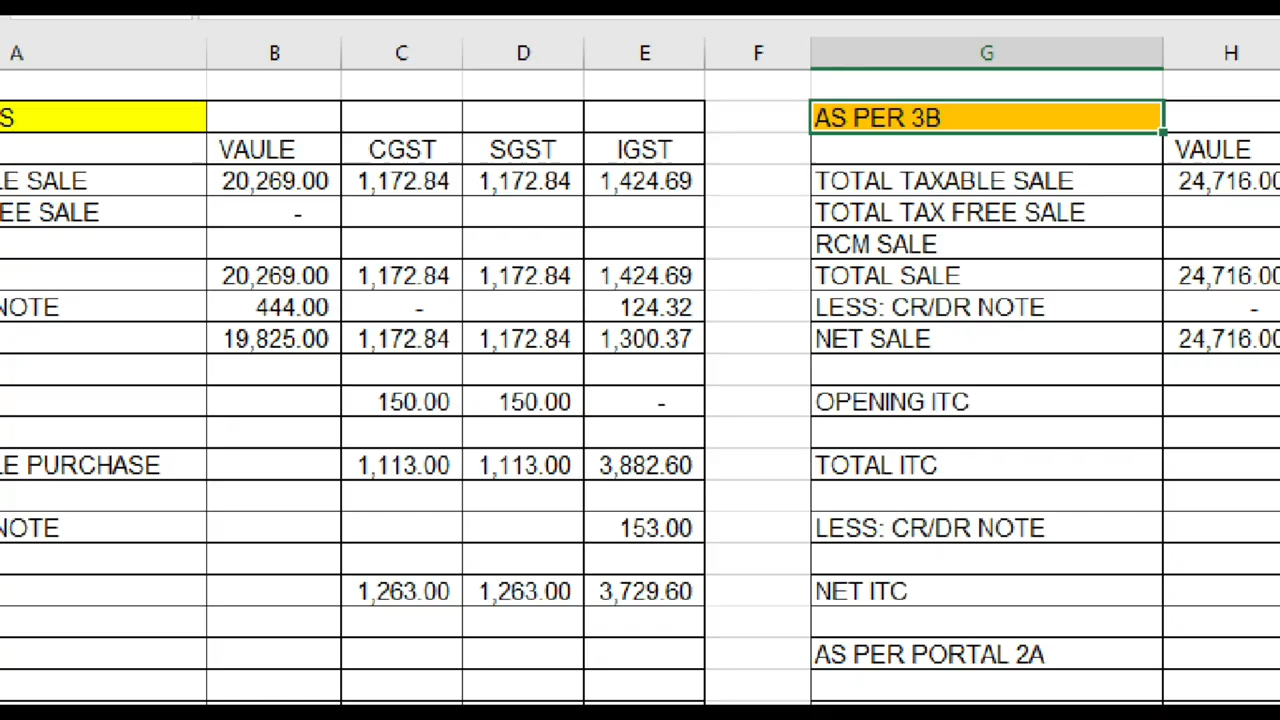 A B C D E F G H
S AS PER 3B
VAULE CGST SGST IGST VAULE
LE SALE 20,269.00 1,172.84 1,172.84 1,424.69 TOTAL TAXABLE SALE 24,716.00
EE SALE - TOTAL TAX FREE SALE
RCM SALE
20,269.00 1,172.84 1,172.84 1,424.69 TOTAL SALE 24,716.00
NOTE 444.00 - 124.32 LESS: CR/DR NOTE -
19,825.00 1,172.84 1,172.84 1,300.37 NET SALE 24,716.00
150.00 150.00 - OPENING ITC
LE PURCHASE 1,113.00 1,113.00 3,882.60 TOTAL ITC
NOTE 153.00 LESS: CR/DR NOTE
1,263.00 1,263.00 3,729.60 NET ITC
AS PER PORTAL 2A